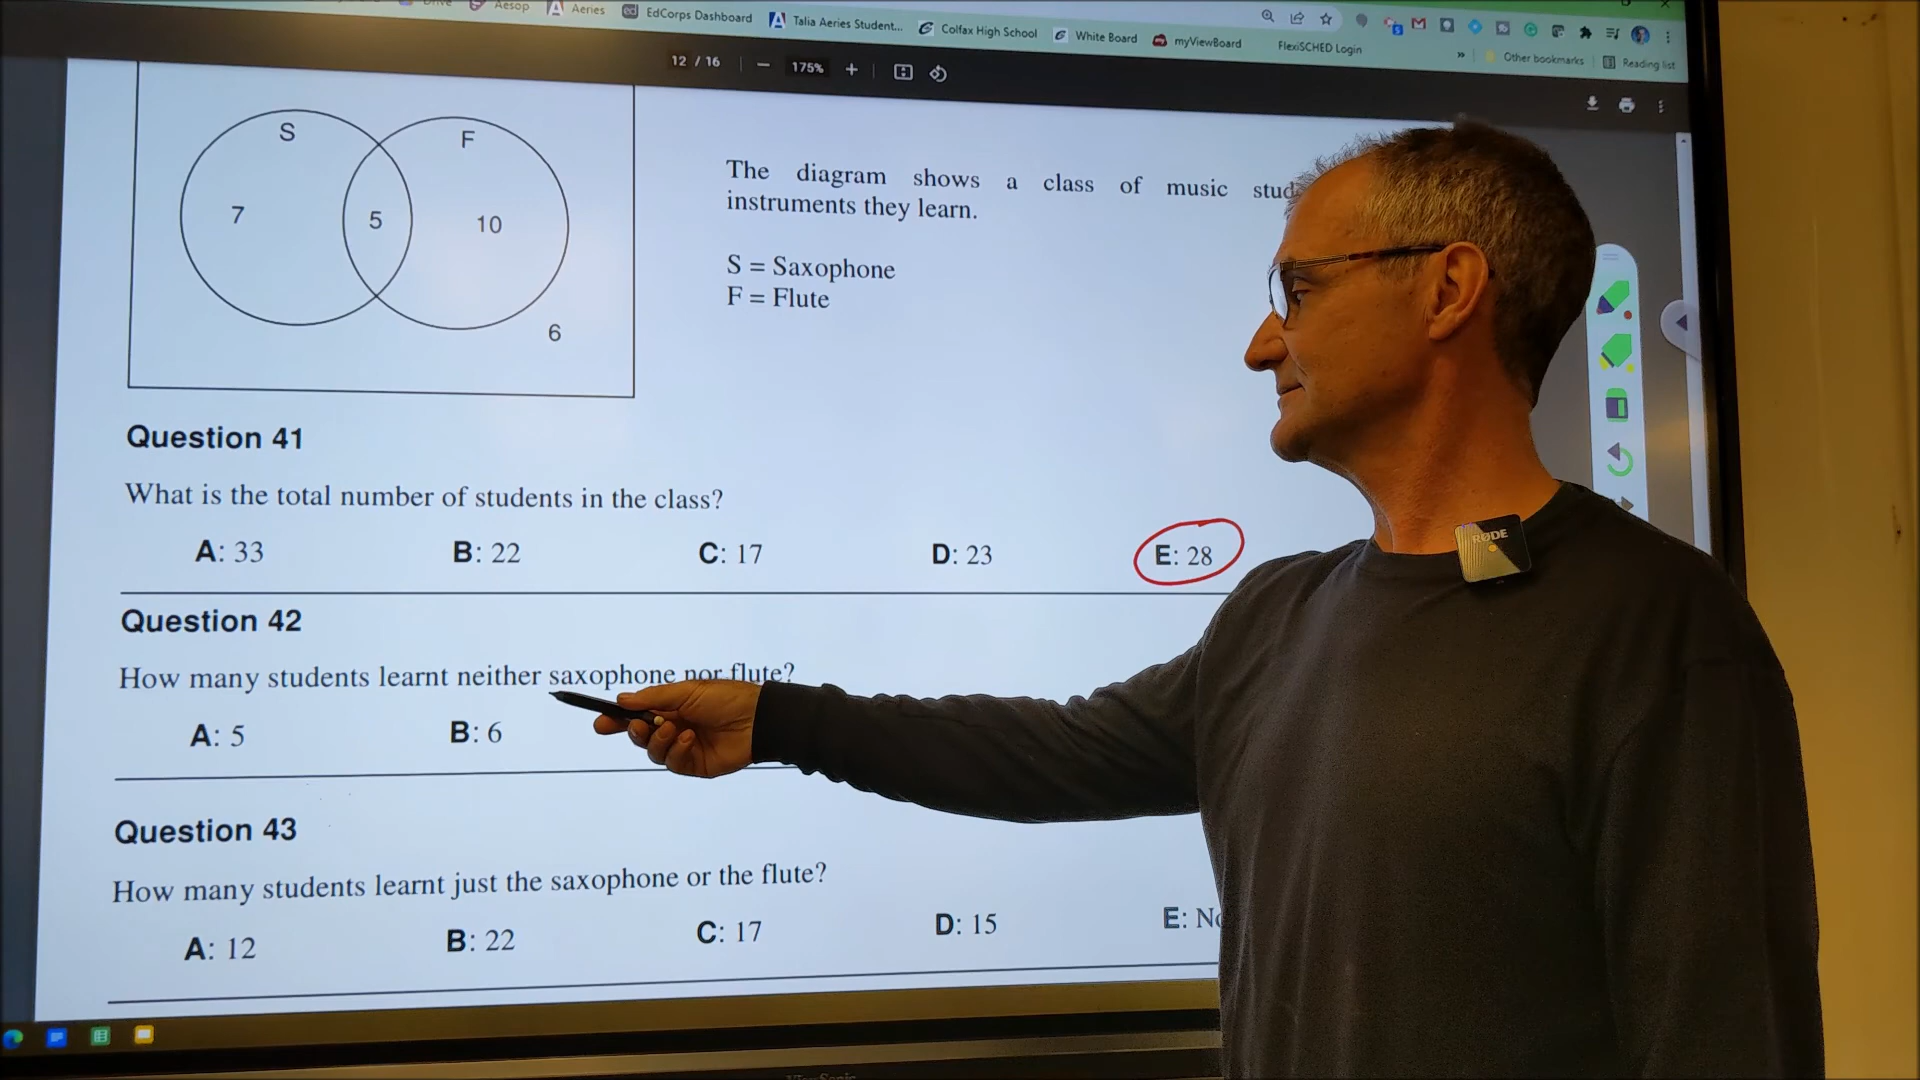 Drive
Aesop
Aeries
EdCorps Dashboard
Talia Aeries Student...
Colfax High School
White Board
myViewBoard
FlexiSCHED Login
»
Other bookmarks
Reading list
12 / 16
175%
S
F
7
5
10
6
The diagram shows a class of music stud
instruments they learn.
S = Saxophone
F = Flute
Question 41
What is the total number of students in the class?
A: 33 B: 22 C: 17 D: 23 E: 28
Question 42
How many students learnt neither saxophone nor flute?
A: 5 B: 6
Question 43
How many students learnt just the saxophone or the flute?
A: 12 B: 22 C: 17 D: 15 E: No
RØDE
ViewSonic